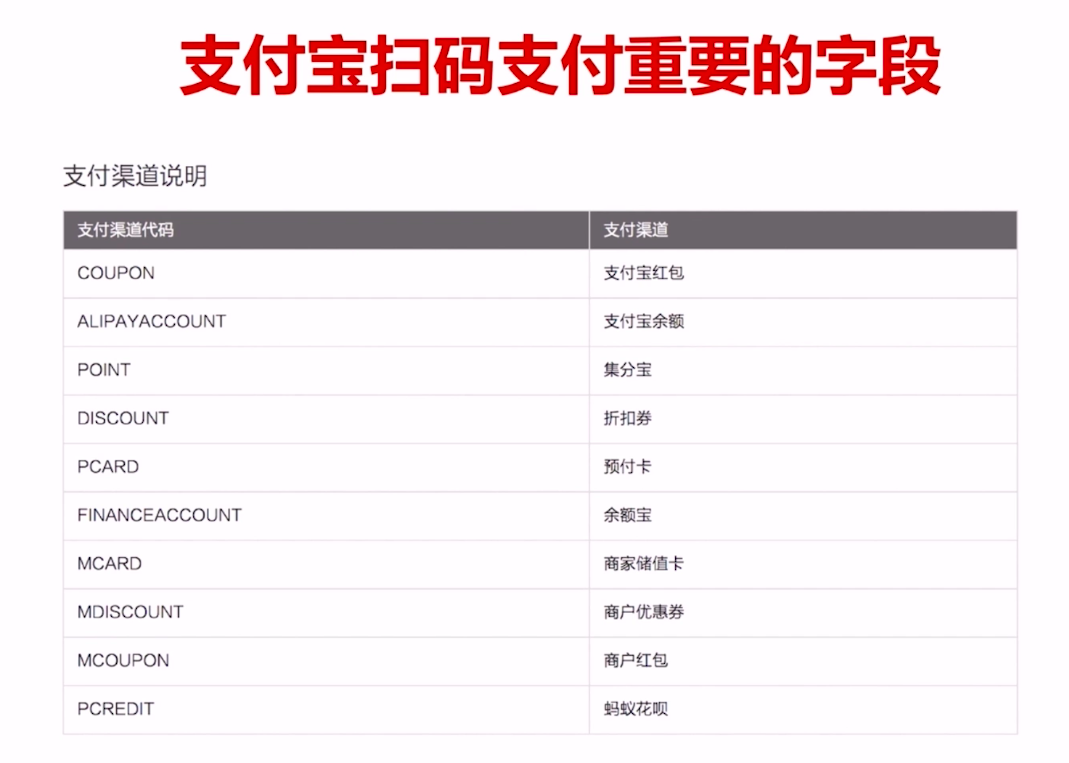 支付宝扫码支付重要的字段
支付渠道说明
支付渠道代码 支付渠道
COUPON 支付宝红包
ALIPAYACCOUNT 支付宝余额
POINT 集分宝
DISCOUNT 折扣券
PCARD 预付卡
FINANCEACCOUNT 余额宝
MCARD 商家储值卡
MDISCOUNT 商户优惠券
MCOUPON 商户红包
PCREDIT 蚂蚁花呗